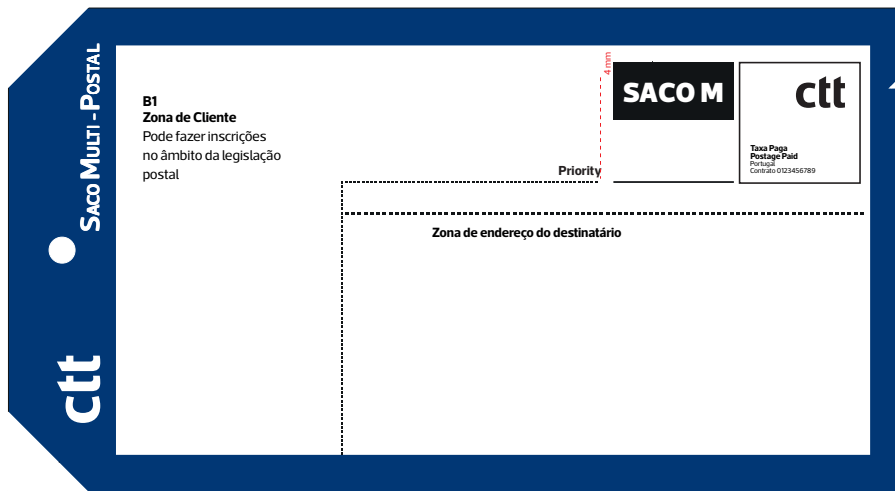 SACO MULTI - POSTAL
ctt
B1
Zona de Cliente
Pode fazer inscrições
no âmbito da legislação
postal
4 mm
SACO M
ctt
Taxa Paga
Postage Paid
Portugal
Contrato 0123456789
Priority
Zona de endereço do destinatário